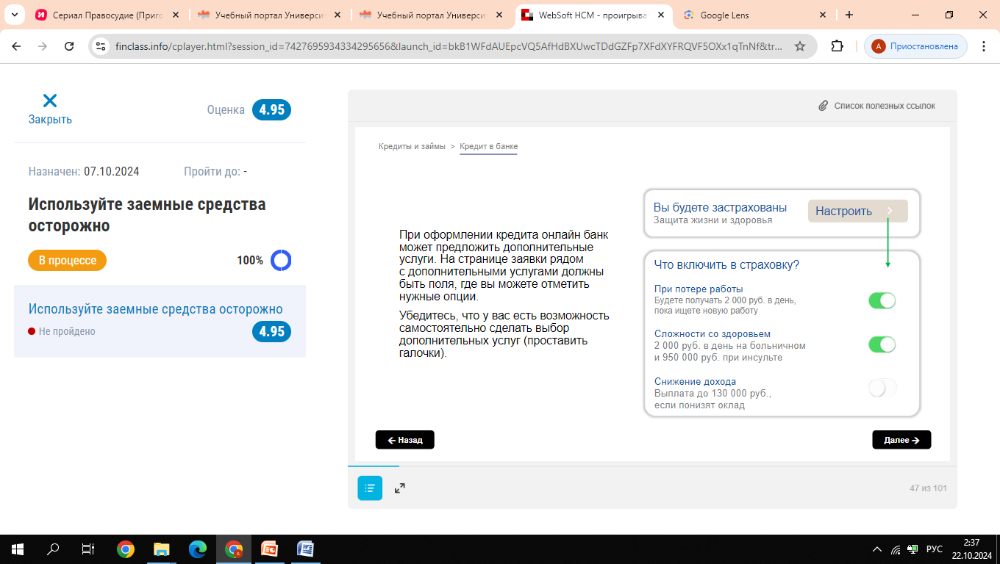 Сериал Правосудие (Приго
Учебный портал Университ
Учебный портал Университ
WebSoft HCM - проигрыва
Google Lens
finclass.info/cplayer.html?session_id=7427695934334295656&launch_id=bkB1WFdAUEpcVQ5AfHdBXUwcTDdGZFp7XFdXYFRQVF5OXx1qTnNf&tr...
A
Приостановлена
Закрыть
Оценка 4.95
Назначен: 07.10.2024
Пройти до: -
Используйте заемные средства
осторожно
В процессе
100%
Используйте заемные средства осторожно
Не пройдено
4.95
Список полезных ссылок
Кредиты и займы > Кредит в банке
При оформлении кредита онлайн банк
может предложить дополнительные
услуги. На странице заявки рядом
с дополнительными услугами должны
быть поля, где вы можете отметить
нужные опции.
Убедитесь, что у вас есть возможность
самостоятельно сделать выбор
дополнительных услуг (проставить
галочки).
Вы будете застрахованы
Защита жизни и здоровья
Настроить
Что включить в страховку?
При потере работы
Будете получать 2 000 руб. в день,
пока ищете новую работу
Сложности со здоровьем
2 000 руб. в день на больничном
и 950 000 руб. при инсульте
Снижение дохода
Выплата до 130 000 руб.,
если понизят оклад
Назад
Далее
47 из 101
РУС
2:37
22.10.2024